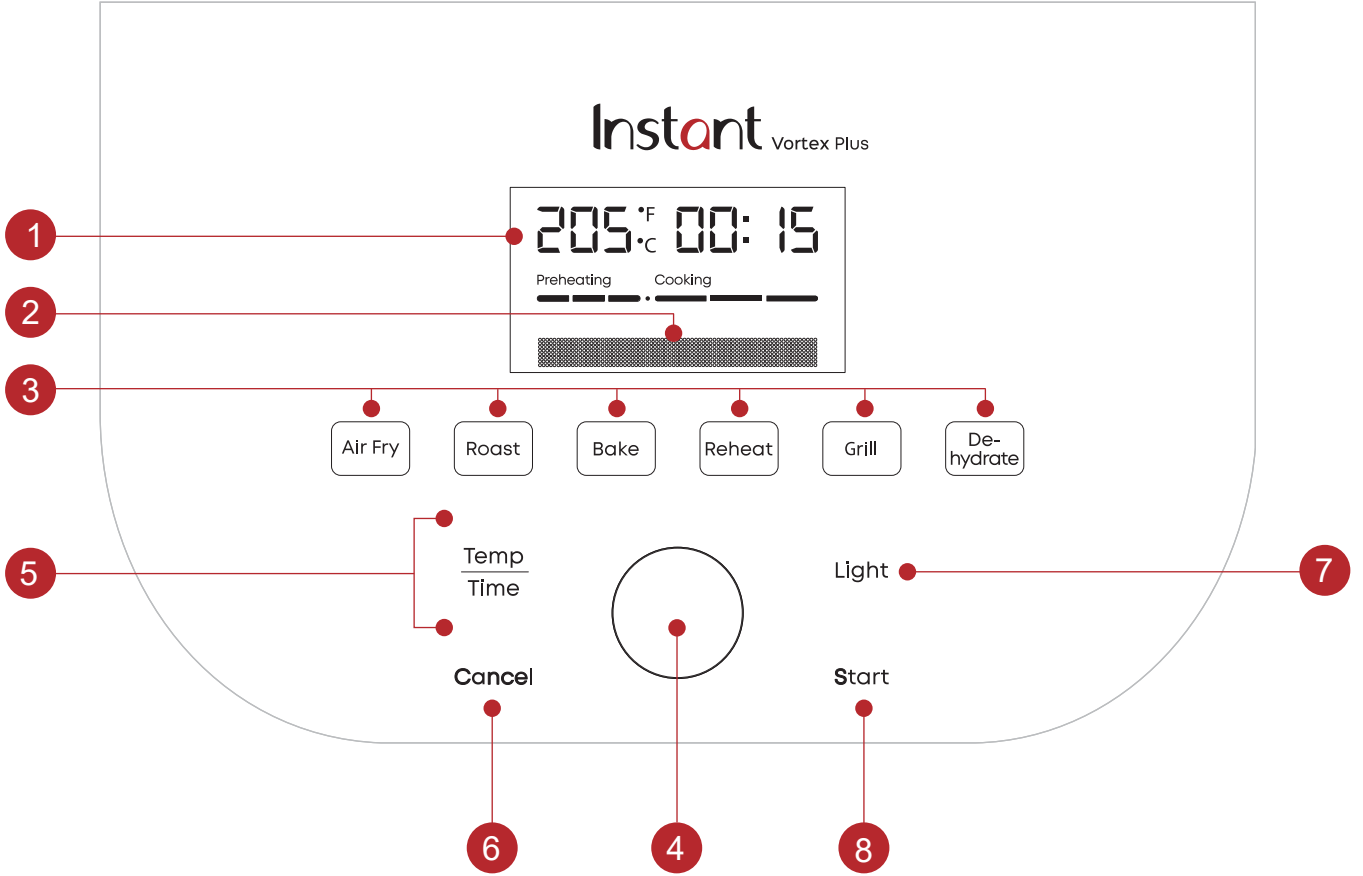 Instant Vortex Plus
1
205 °F °C 00:15
Preheating Cooking
2
3
Air Fry Roast Bake Reheat Grill De-
hydrate
5
Temp
Time
Light
7
Cancel
Start
6
4
8